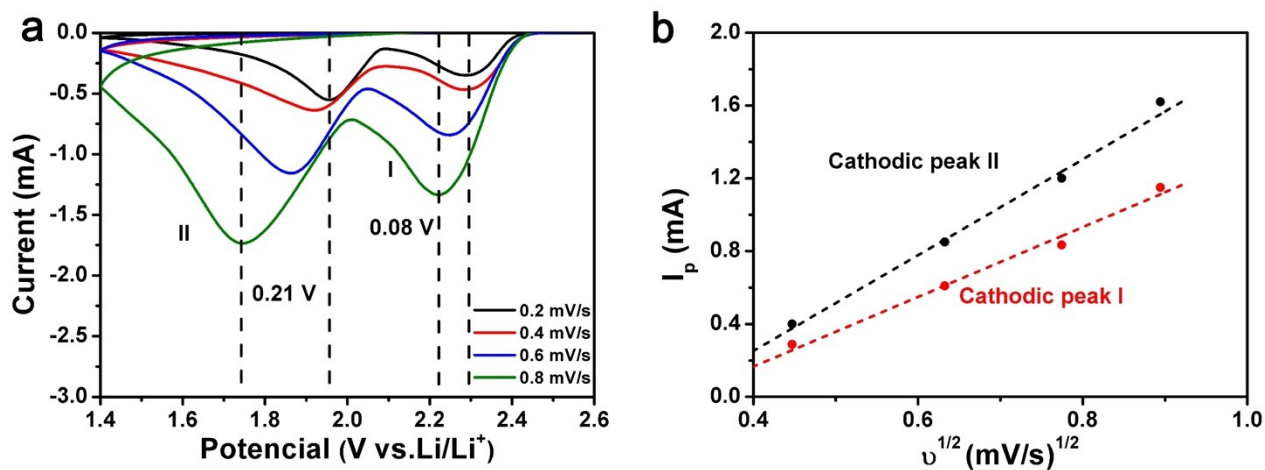 a
0.0
-0.5
-1.0
-1.5
-2.0
-2.5
-3.0
Current (mA)
I
II
0.08 V
0.21 V
0.2 mV/s
0.4 mV/s
0.6 mV/s
0.8 mV/s
1.4 1.6 1.8 2.0 2.2 2.4 2.6
Potencial (V vs.Li/Li⁺)
b
2.0
1.6
1.2
0.8
0.4
0.0
I_p (mA)
Cathodic peak II
Cathodic peak I
0.4 0.6 0.8 1.0
υ^1/2 (mV/s)^1/2